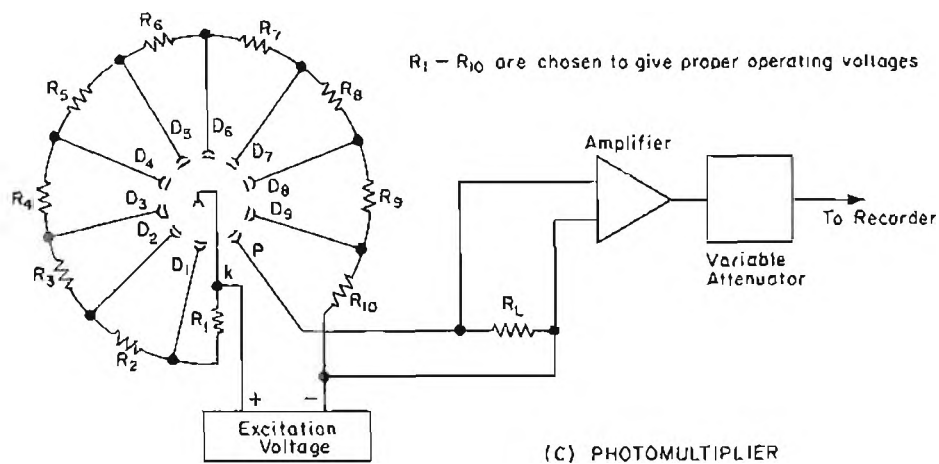 R₆
R₇
R₁ – R₁₀ are chosen to give proper operating voltages
R₅
R₈
D₅
D₆
D₇
Amplifier
D₄
D₈
R₄
D₃
A
D₉
R₉
To Recorder
D₂
P
Variable
Attenuator
D₁
k
R₃
R₁
R₁₀
R_L
R₂
+
–
Excitation
Voltage
(C) PHOTOMULTIPLIER